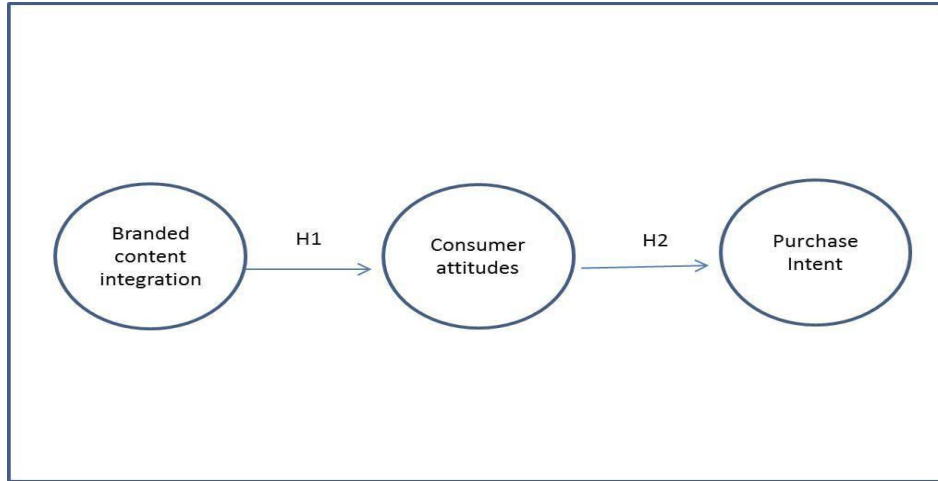 Branded
content
integration
H1
Consumer
attitudes
H2
Purchase
Intent